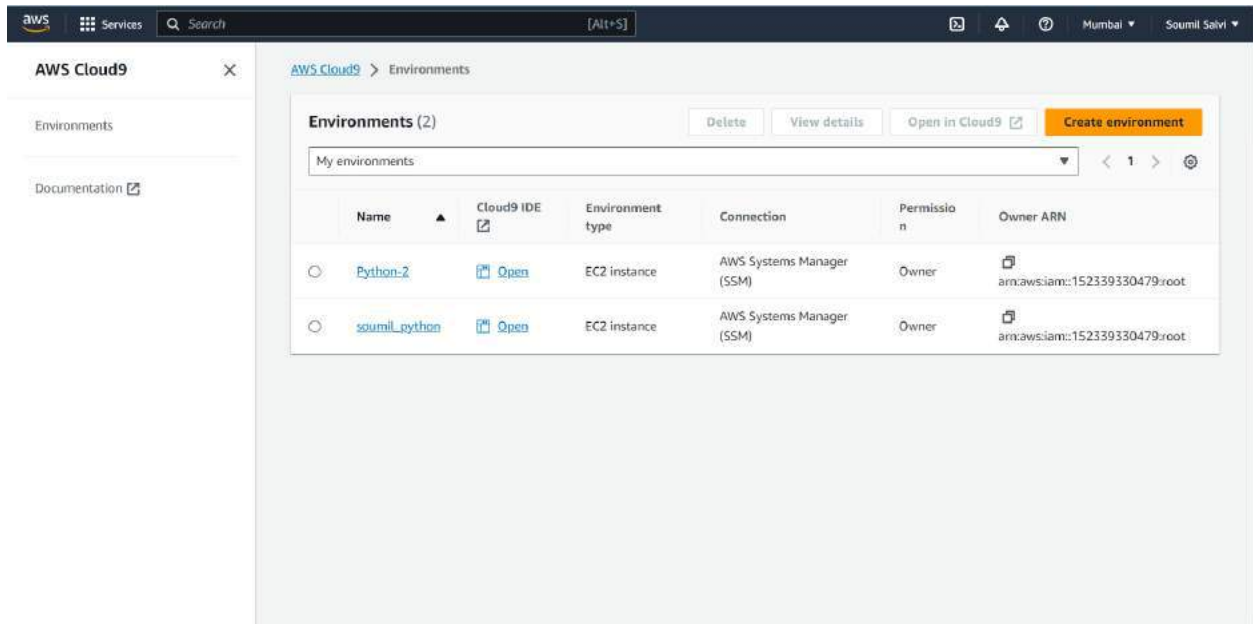 aws Services Search [Alt+S] Mumbai Soumil Salvi
AWS Cloud9
Environments
Documentation
AWS Cloud9 > Environments
Environments (2) Delete View details Open in Cloud9 Create environment
My environments 1
Name Cloud9 IDE Environment type Connection Permission Owner ARN
Python-2 Open EC2 instance AWS Systems Manager (SSM) Owner arn:aws:iam::152339330479:root
soumil_python Open EC2 instance AWS Systems Manager (SSM) Owner arn:aws:iam::152339330479:root